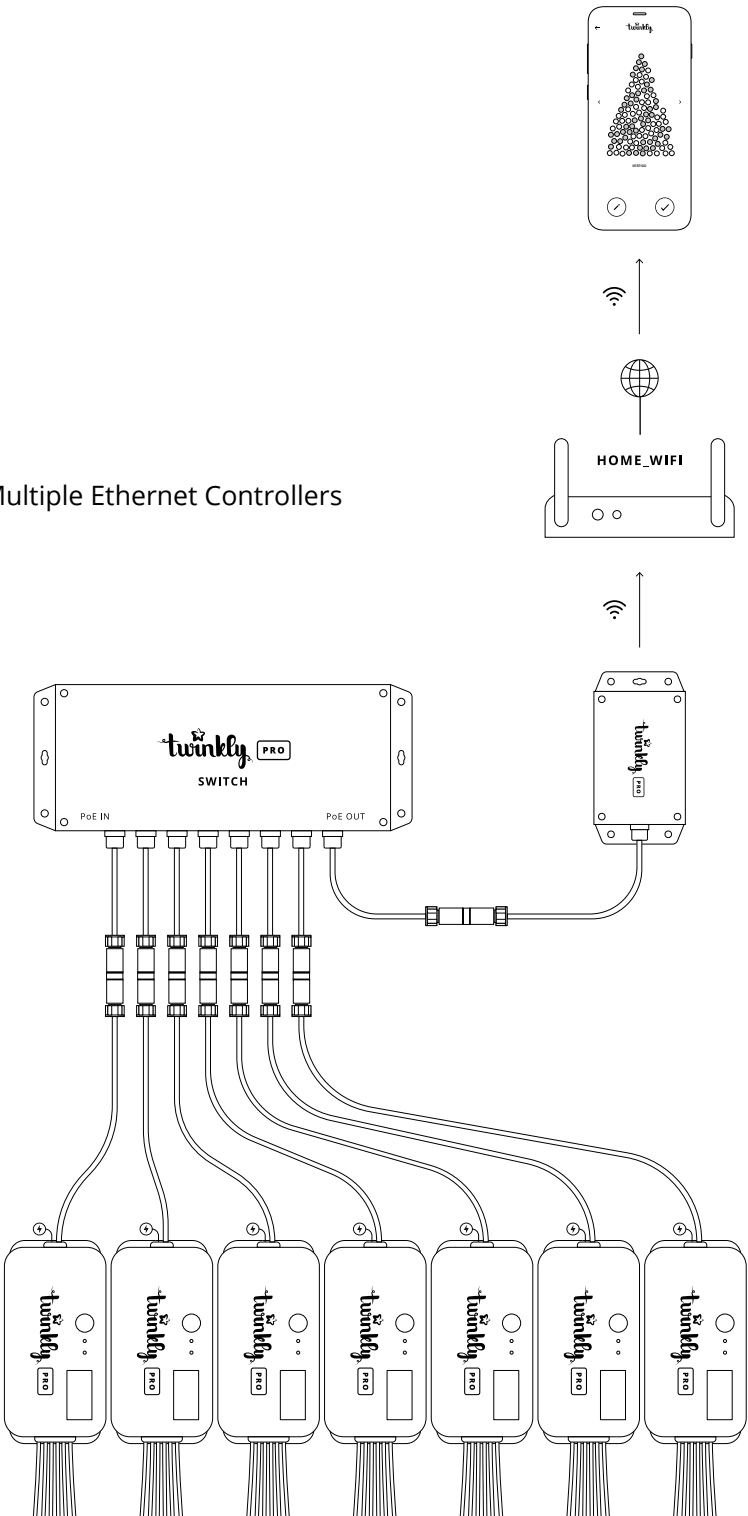 twinkly
VERTIGO
HOME_WIFI
Multiple Ethernet Controllers
twinkly PRO
SWITCH
PoE IN
PoE OUT
twinkly PRO
twinkly PRO
twinkly PRO
twinkly PRO
twinkly PRO
twinkly PRO
twinkly PRO
twinkly PRO